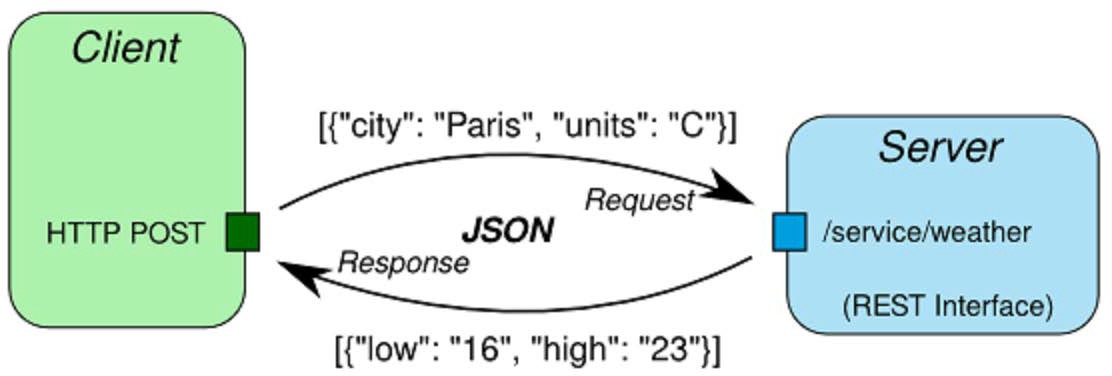 Client
HTTP POST
[{"city": "Paris", "units": "C"}]
Request
JSON
Response
[{"low": "16", "high": "23"}]
Server
/service/weather
(REST Interface)